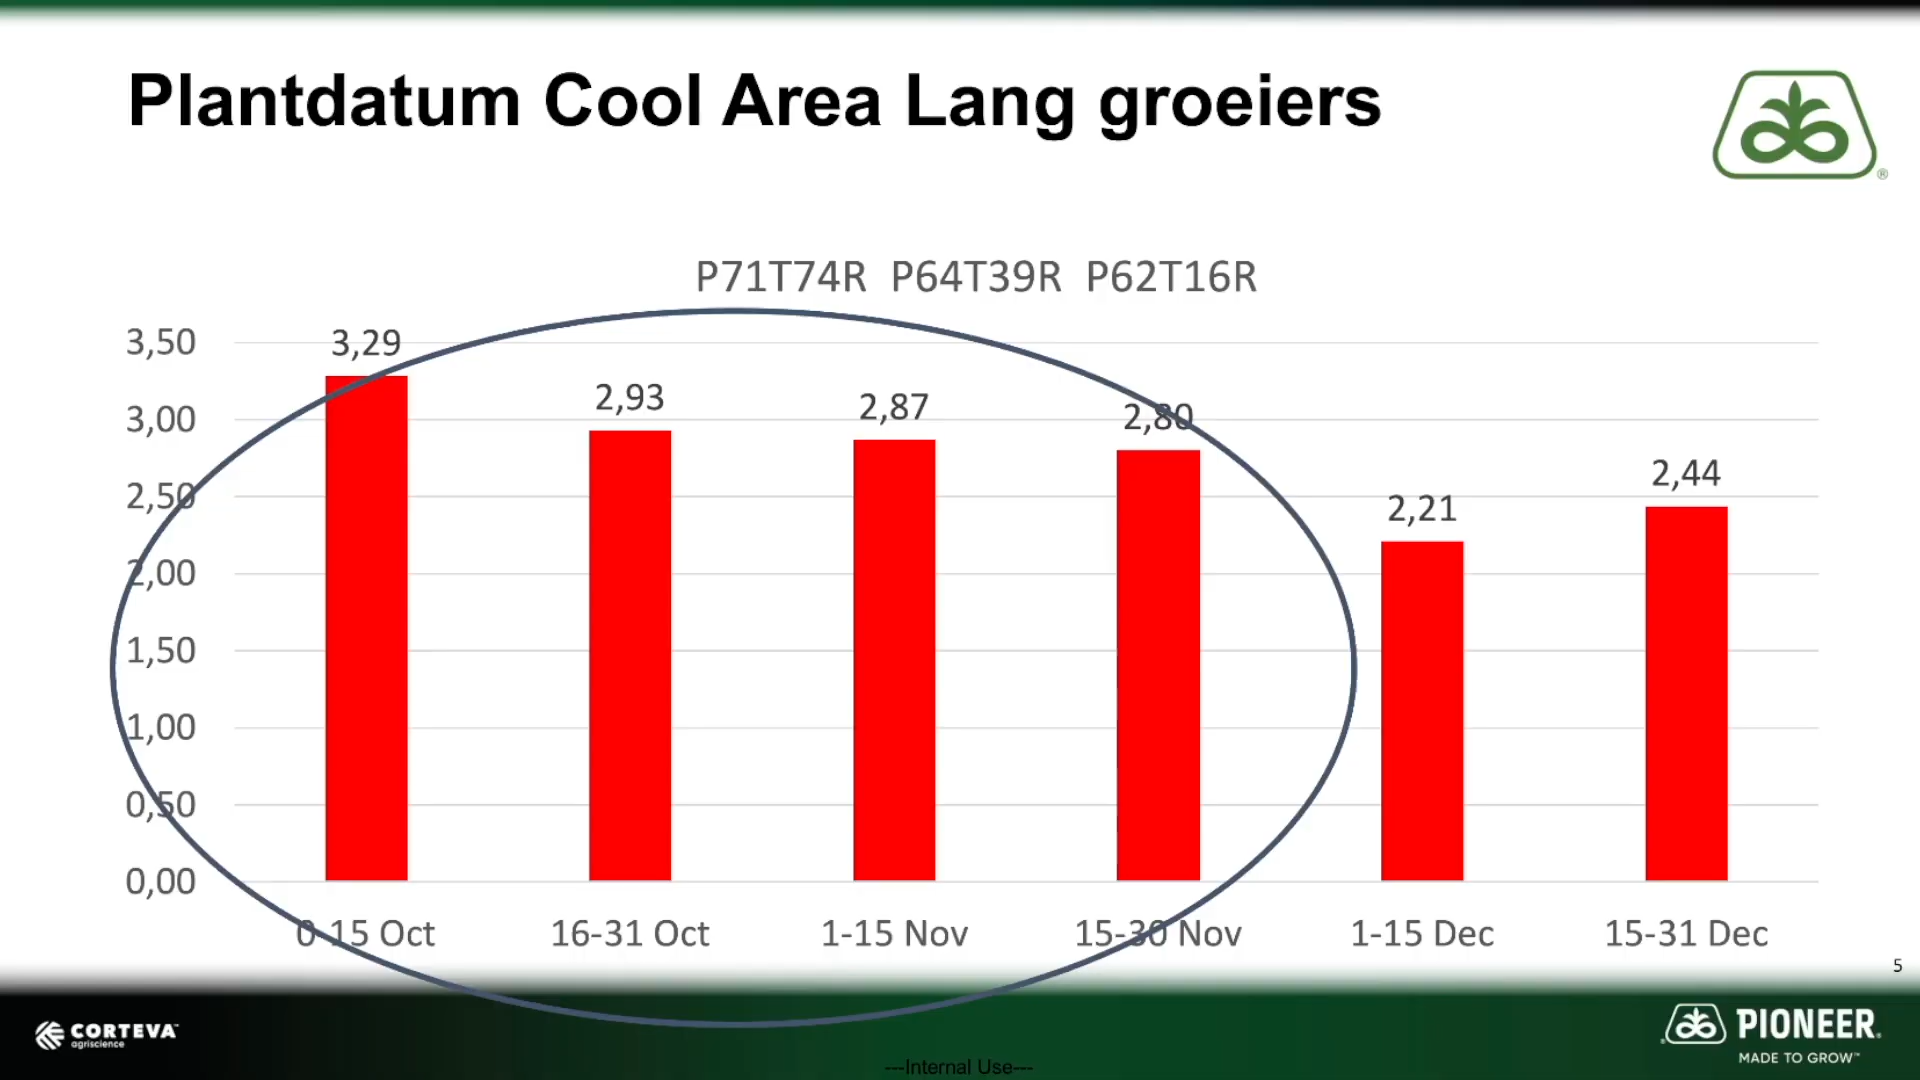 Plantdatum Cool Area Lang groeiers
®
P71T74R P64T39R P62T16R
3,50
3,00
2,50
2,00
1,50
1,00
0,50
0,00
3,29
2,93
2,87
2,80
2,21
2,44
0-15 Oct
16-31 Oct
1-15 Nov
15-30 Nov
1-15 Dec
15-31 Dec
5
CORTEVA™
agriscience
PIONEER®
MADE TO GROW™
---Internal Use---